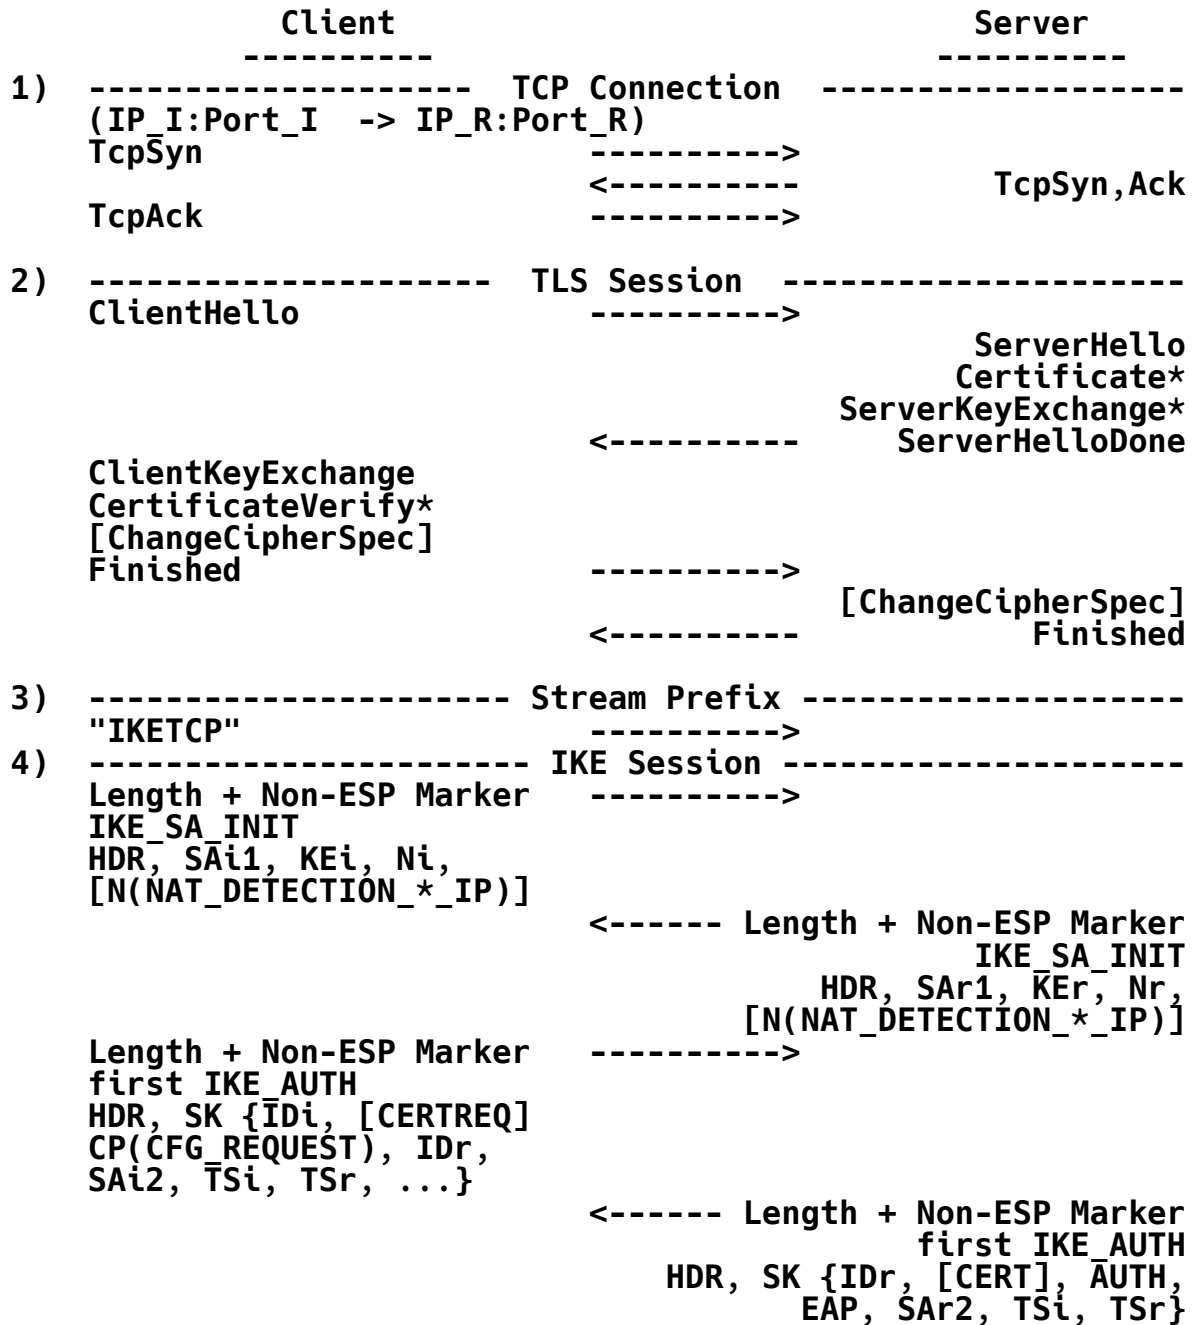 Client                              Server
----------                          ----------
1)  --------------------  TCP Connection  -------------------
(IP_I:Port_I  -> IP_R:Port_R)
TcpSyn                    ---------->
<----------          TcpSyn,Ack
TcpAck                    ---------->
2)  ---------------------  TLS Session  ---------------------
ClientHello               ---------->
ServerHello
Certificate*
ServerKeyExchange*
<----------     ServerHelloDone
ClientKeyExchange
CertificateVerify*
[ChangeCipherSpec]
Finished                  ---------->
[ChangeCipherSpec]
<----------            Finished
3)  ---------------------- Stream Prefix --------------------
"IKETCP"                  ---------->
4)  ----------------------- IKE Session ---------------------
Length + Non-ESP Marker   ---------->
IKE_SA_INIT
HDR, SAi1, KEi, Ni,
[N(NAT_DETECTION_*_IP)]
<------ Length + Non-ESP Marker
IKE_SA_INIT
HDR, SAr1, KEr, Nr,
[N(NAT_DETECTION_*_IP)]
Length + Non-ESP Marker   ---------->
first IKE_AUTH
HDR, SK {IDi, [CERTREQ]
CP(CFG_REQUEST), IDr,
SAi2, TSi, TSr, ...}
<------ Length + Non-ESP Marker
first IKE_AUTH
HDR, SK {IDr, [CERT], AUTH,
EAP, SAr2, TSi, TSr}